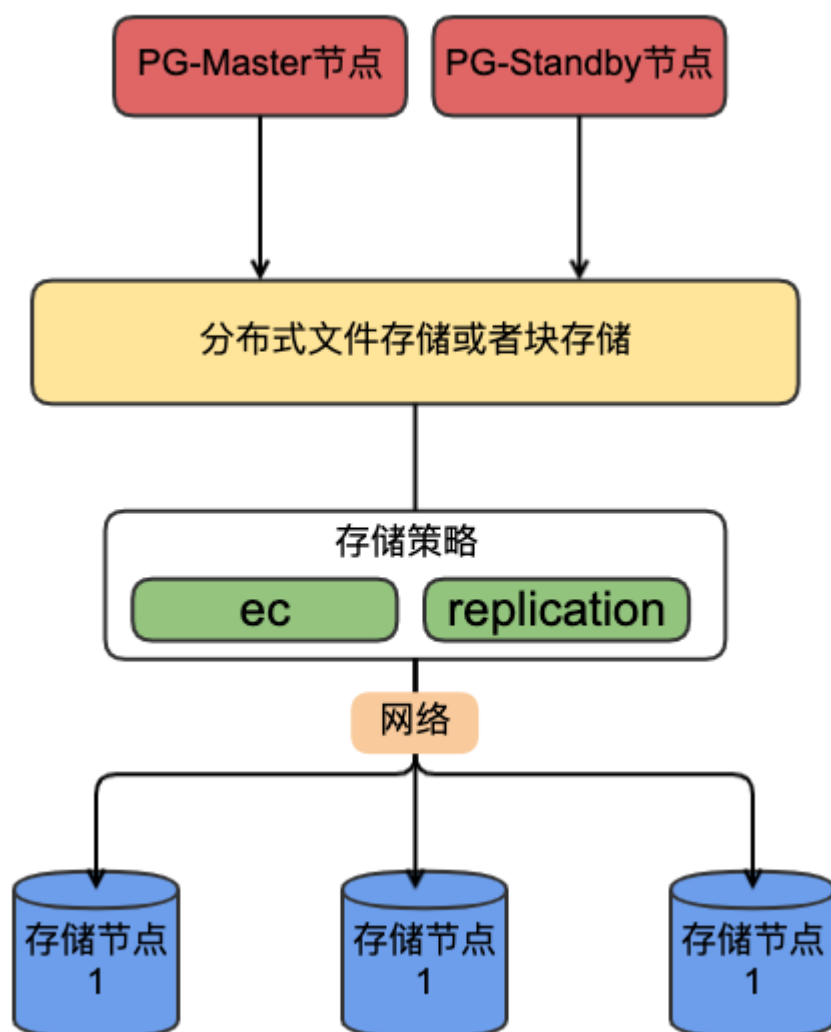 PG-Master节点
PG-Standby节点
分布式文件存储或者块存储
存储策略
ec
replication
网络
存储节点
1
存储节点
1
存储节点
1